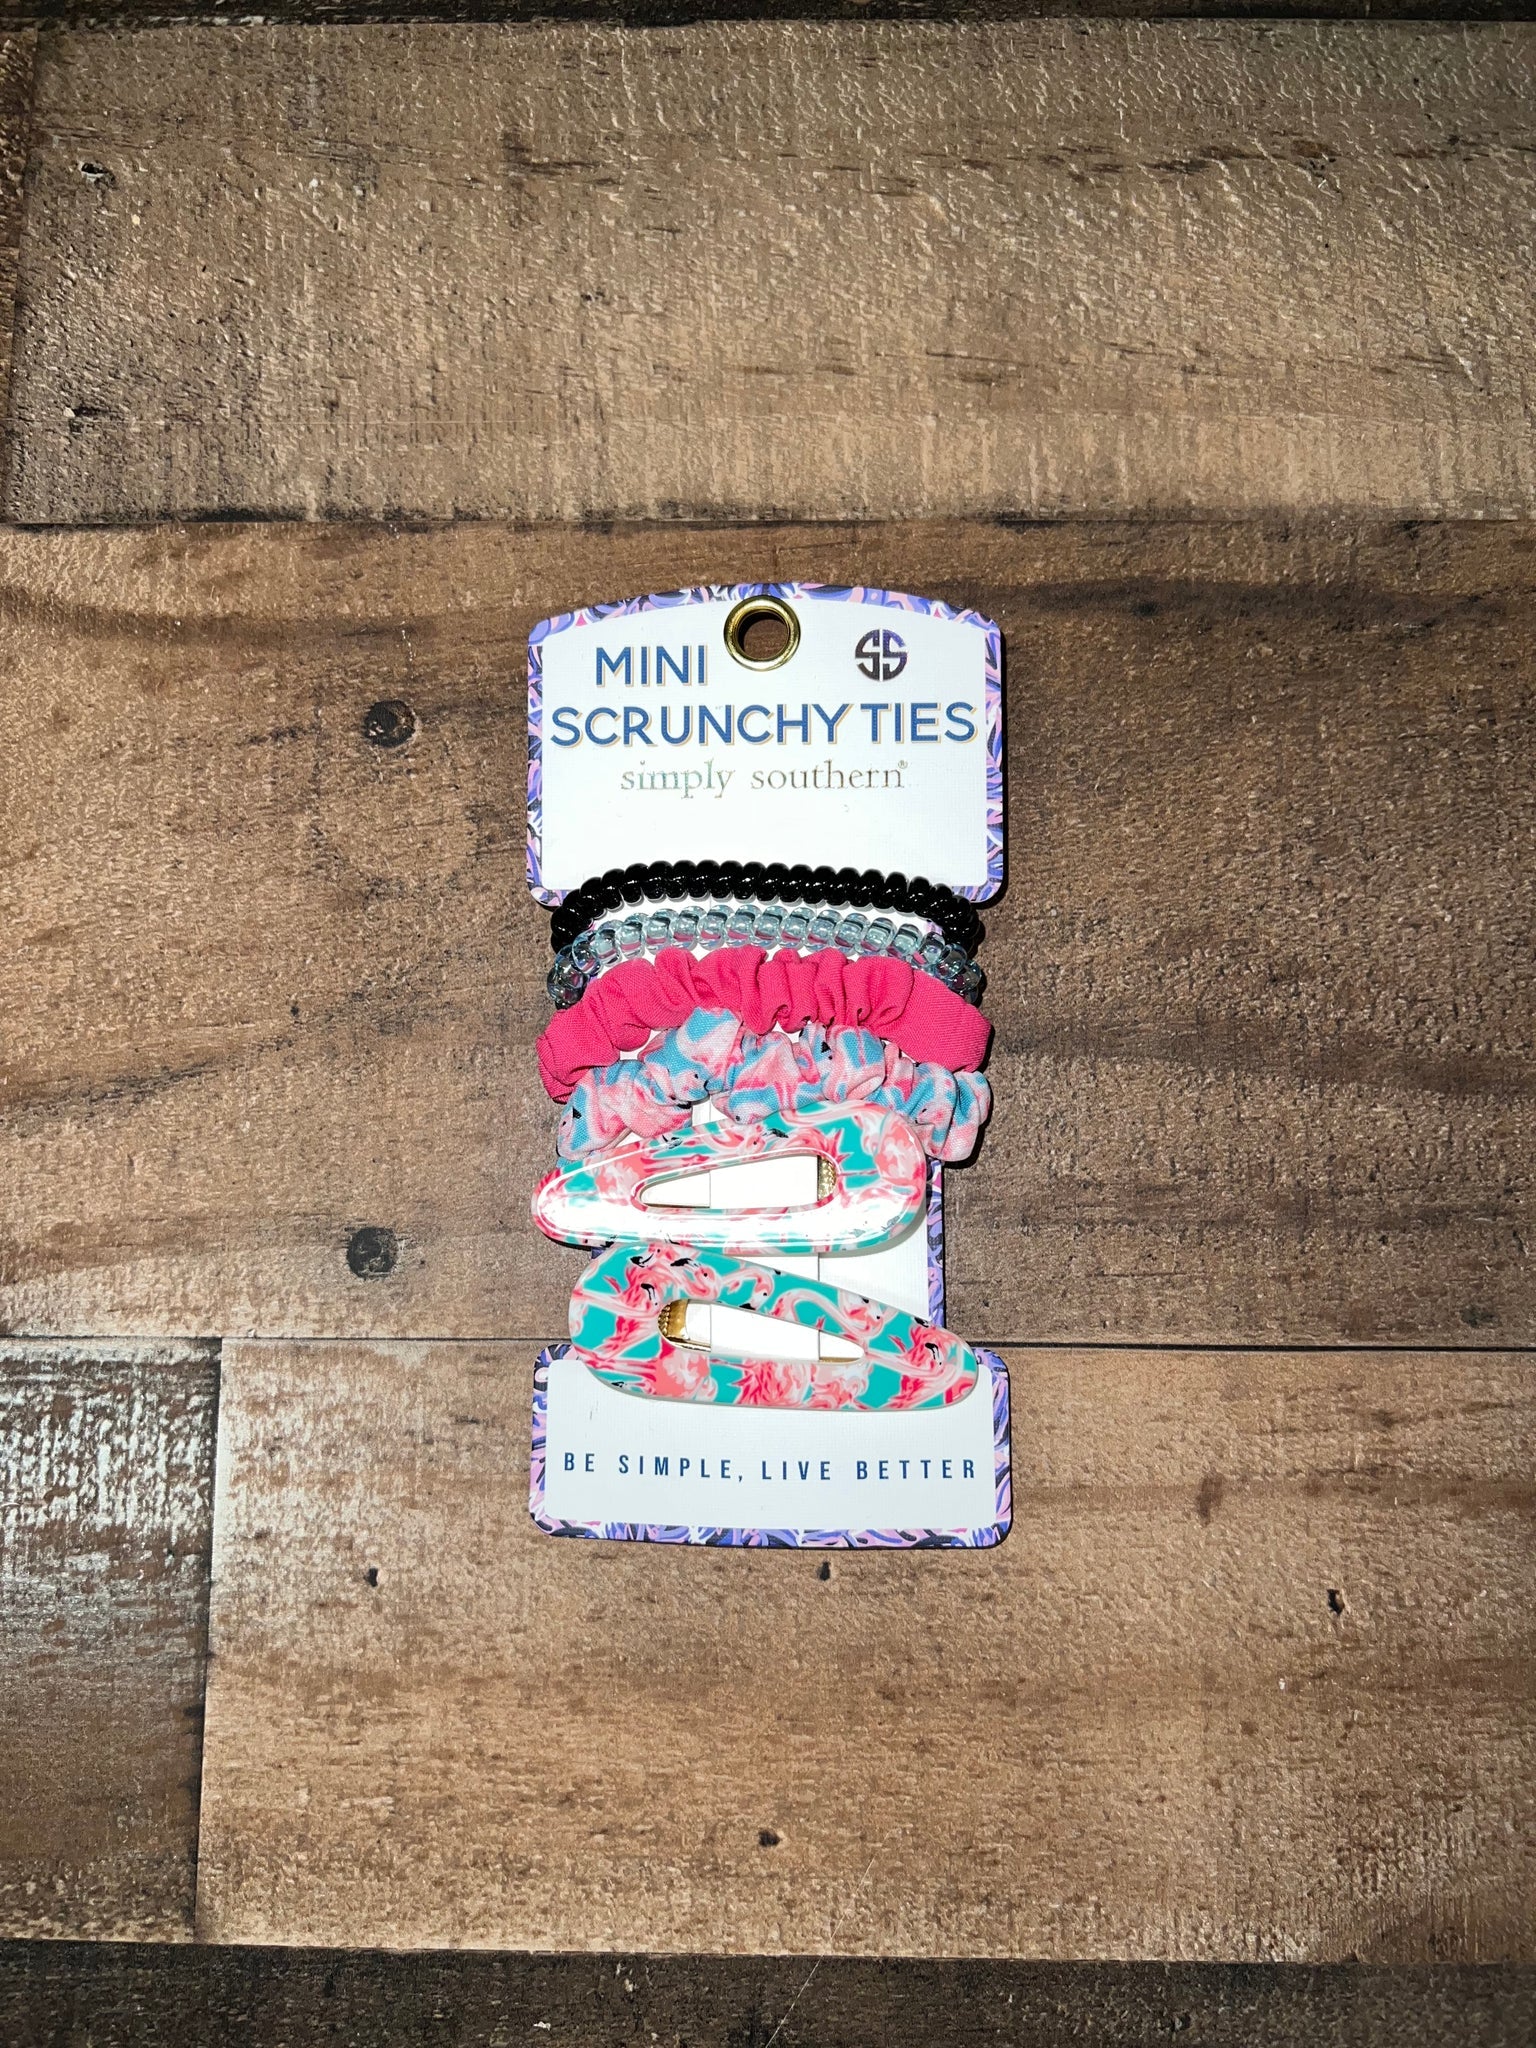 MINI
SS
SCRUNCHY TIES
simply southern®
BE SIMPLE, LIVE BETTER